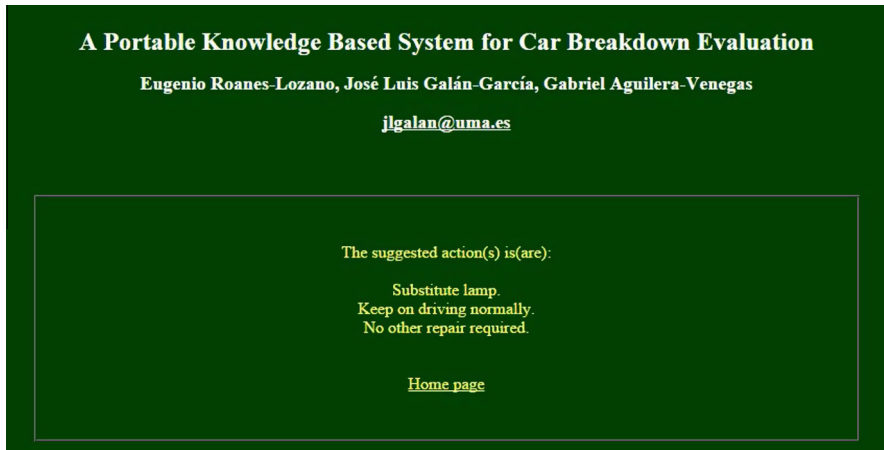 A Portable Knowledge Based System for Car Breakdown Evaluation
Eugenio Roanes-Lozano, José Luis Galán-García, Gabriel Aguilera-Venegas
jlgalan@uma.es
The suggested action(s) is(are):
Substitute lamp.
Keep on driving normally.
No other repair required.
Home page